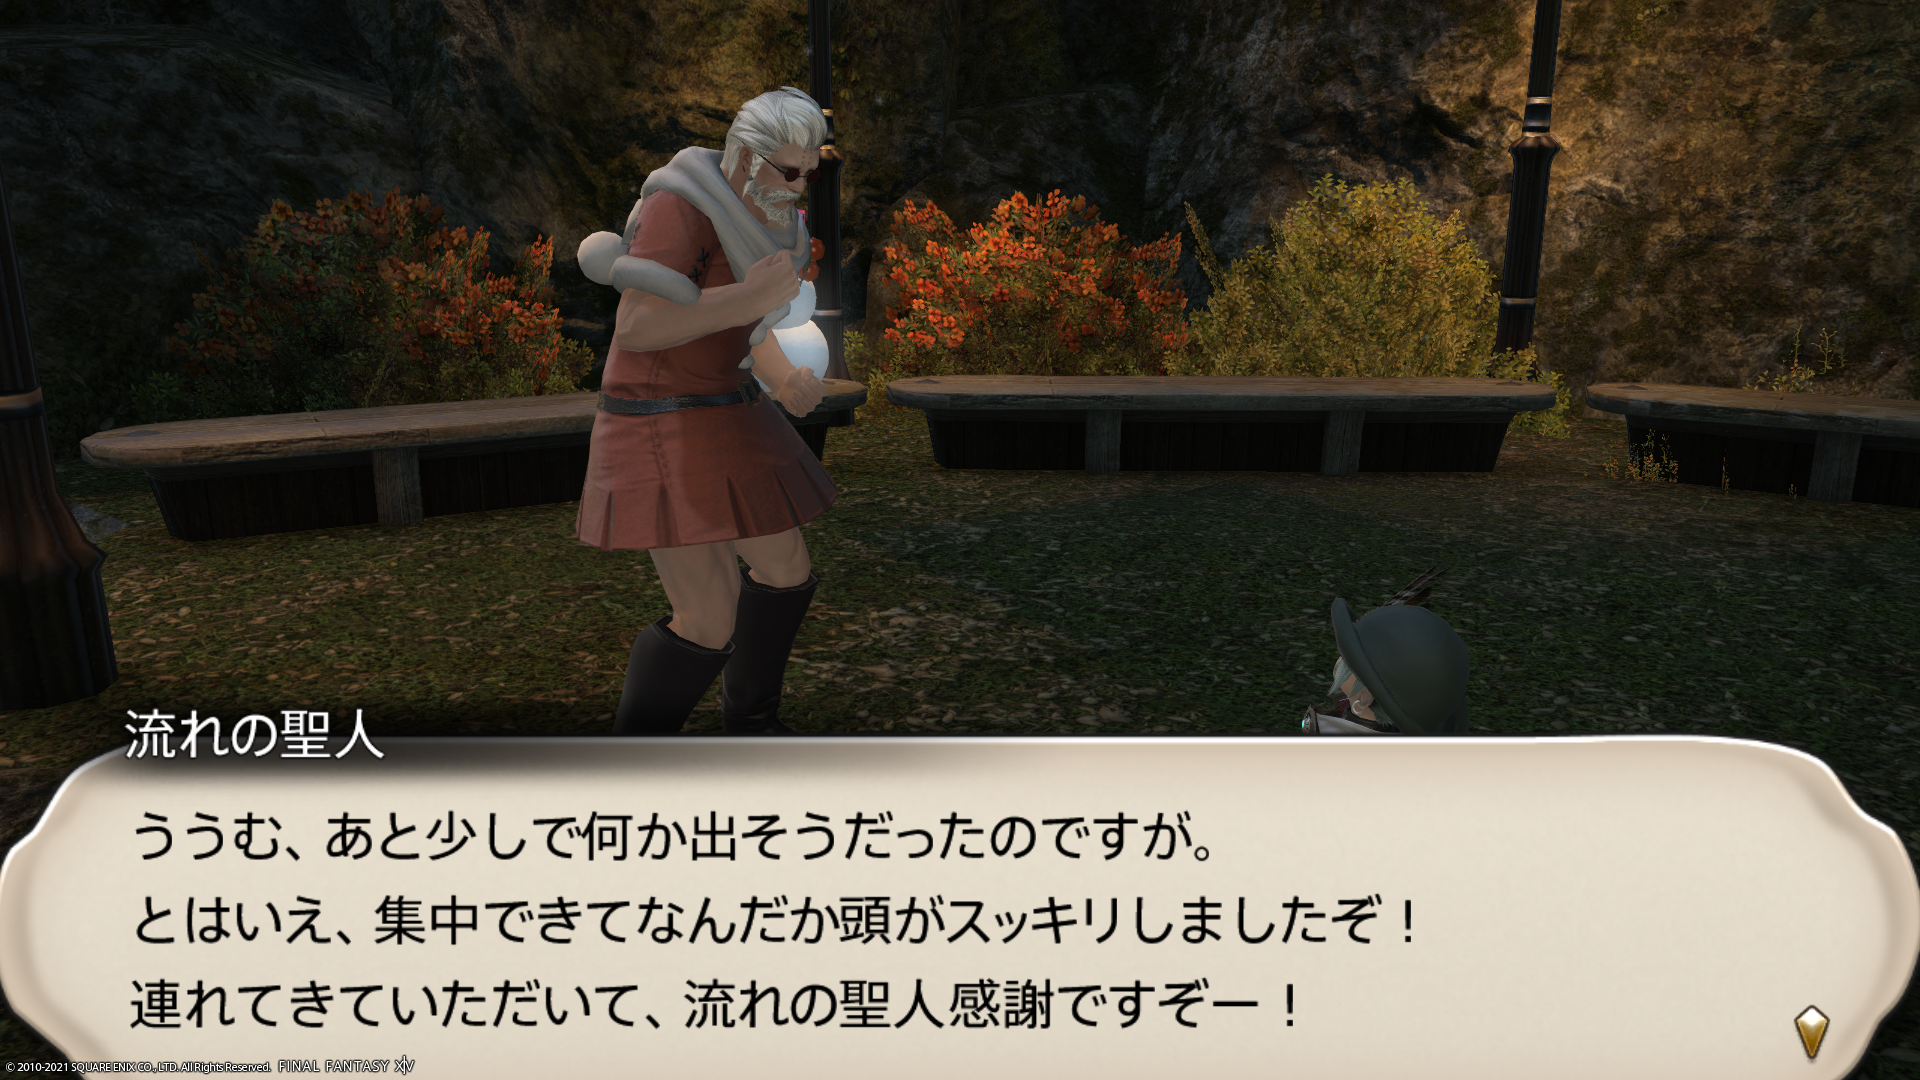 流れの聖人
ううむ、あと少しで何か出そうだったのですが。
とはいえ、集中できてなんだか頭がスッキリしましたぞ！
連れてきていただいて、流れの聖人感謝ですぞー！
© 2010-2021 SQUARE ENIX CO., LTD. All Rights Reserved. FINAL FANTASY XIV